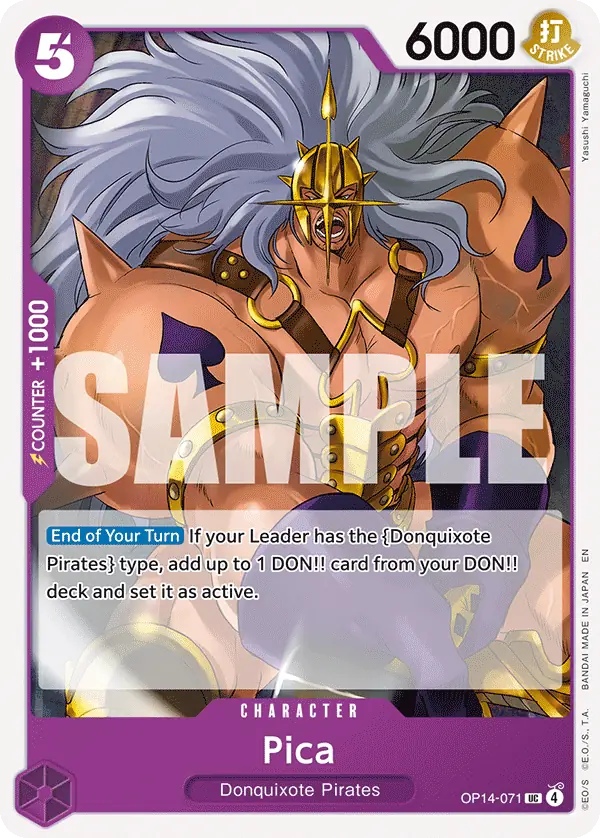 5
6000
打
STRIKE
Yasushi Yamaguchi
COUNTER +1000
SAMPLE
End of Your Turn If your Leader has the {Donquixote
Pirates} type, add up to 1 DON!! card from your DON!!
deck and set it as active.
©E.O./S., T.A. BANDAI MADE IN JAPAN EN
©EO/S
CHARACTER
Pica
Donquixote Pirates
OP14-071 UC 4